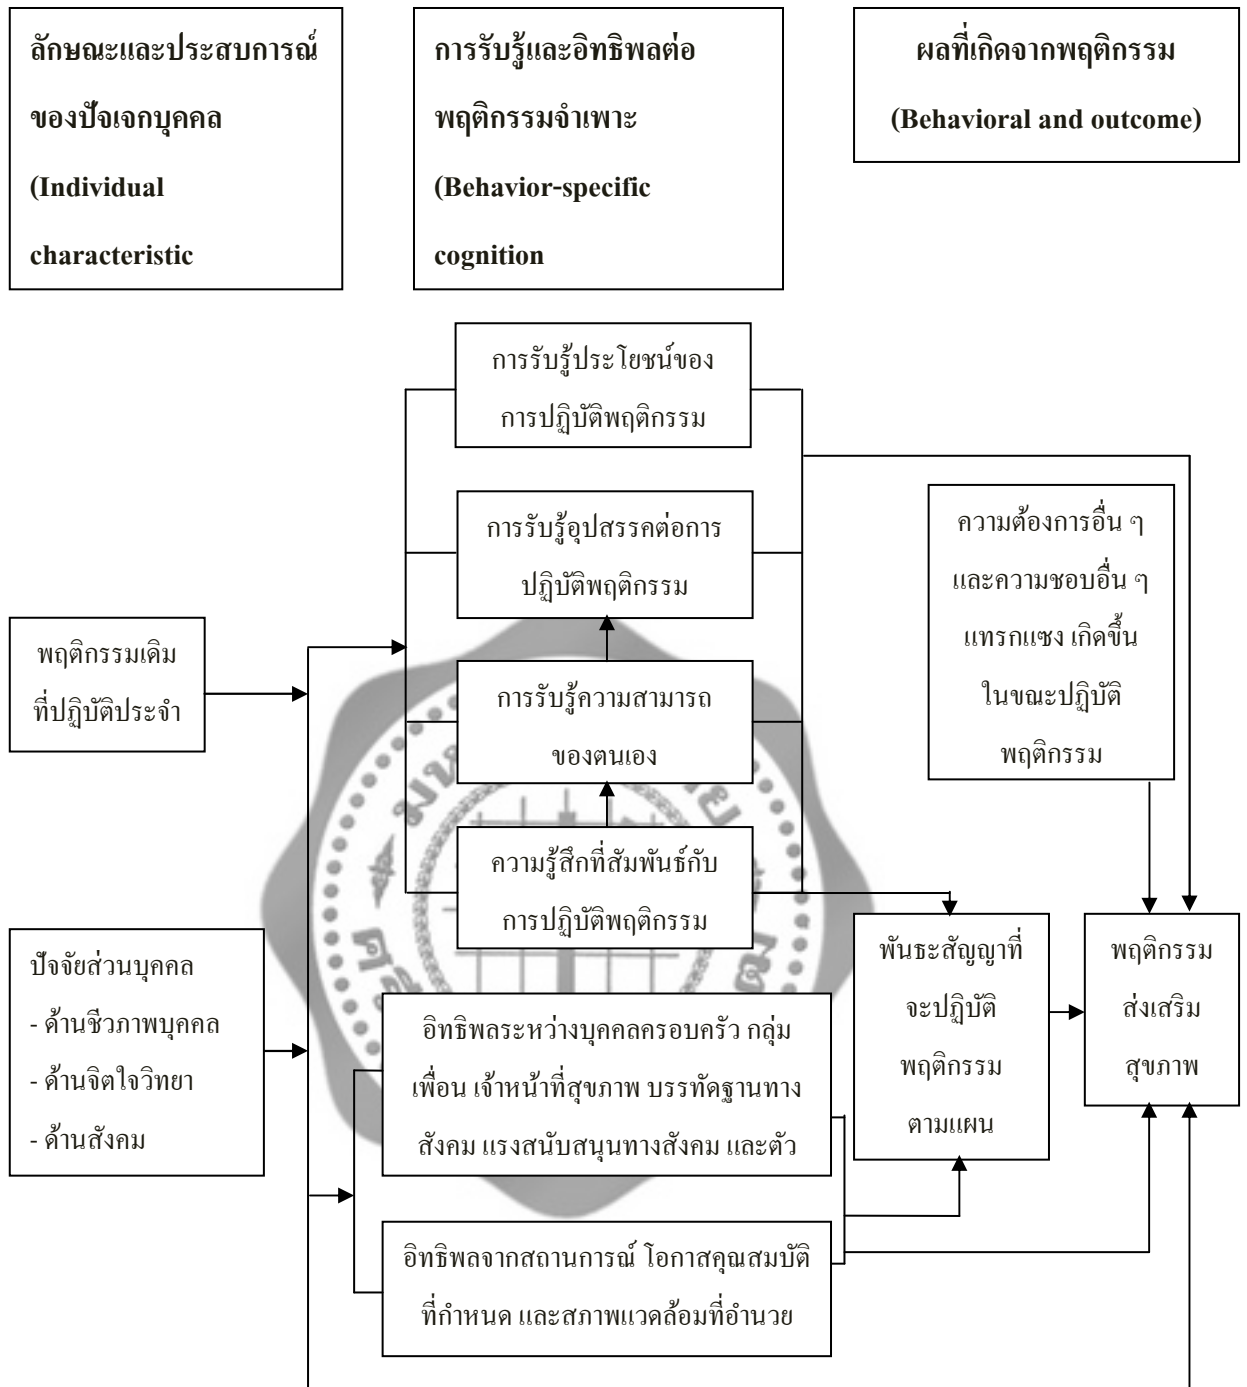 ลักษณะและประสบการณ์
ของปัจเจกบุคคล
(Individual
characteristic
การรับรู้และอิทธิพลต่อ
พฤติกรรมจำเพาะ
(Behavior-specific
cognition
ผลที่เกิดจากพฤติกรรม
(Behavioral and outcome)
การรับรู้ประโยชน์ของ
การปฏิบัติพฤติกรรม
การรับรู้อุปสรรคต่อการ
ปฏิบัติพฤติกรรม
ความต้องการอื่น ๆ
และความชอบอื่น ๆ
แทรกแซง เกิดขึ้น
ในขณะปฏิบัติ
พฤติกรรม
พฤติกรรมเดิม
ที่ปฏิบัติประจำ
การรับรู้ความสามารถ
ของตนเอง
ความรู้สึกที่สัมพันธ์กับ
การปฏิบัติพฤติกรรม
ปัจจัยส่วนบุคคล
- ด้านชีวภาพบุคคล
- ด้านจิตใจวิทยา
- ด้านสังคม
พันธะสัญญาที่
จะปฏิบัติ
พฤติกรรม
ตามแผน
พฤติกรรม
ส่งเสริม
สุขภาพ
อิทธิพลระหว่างบุคคลครอบครัว กลุ่ม
เพื่อน เจ้าหน้าที่สุขภาพ บรรทัดฐานทาง
สังคม แรงสนับสนุนทางสังคม และตัว
อิทธิพลจากสถานการณ์ โอกาสคุณสมบัติ
ที่กำหนด และสภาพแวดล้อมที่อำนวย